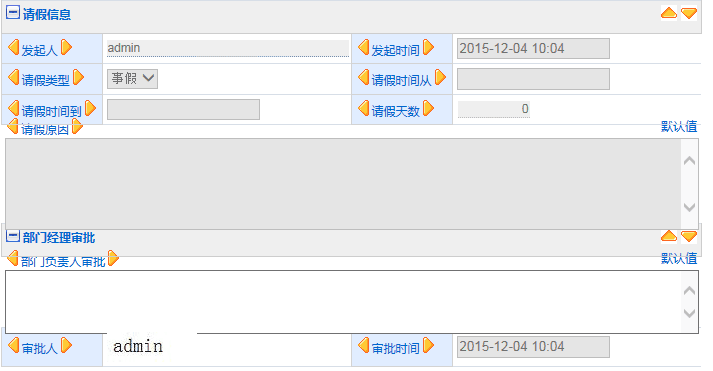 请假信息
发起人 admin 发起时间 2015-12-04 10:04
请假类型 事假 请假时间从
请假时间到 请假天数 0
请假原因 默认值
部门经理审批
部门负责人审批 默认值
审批人 admin 审批时间 2015-12-04 10:04